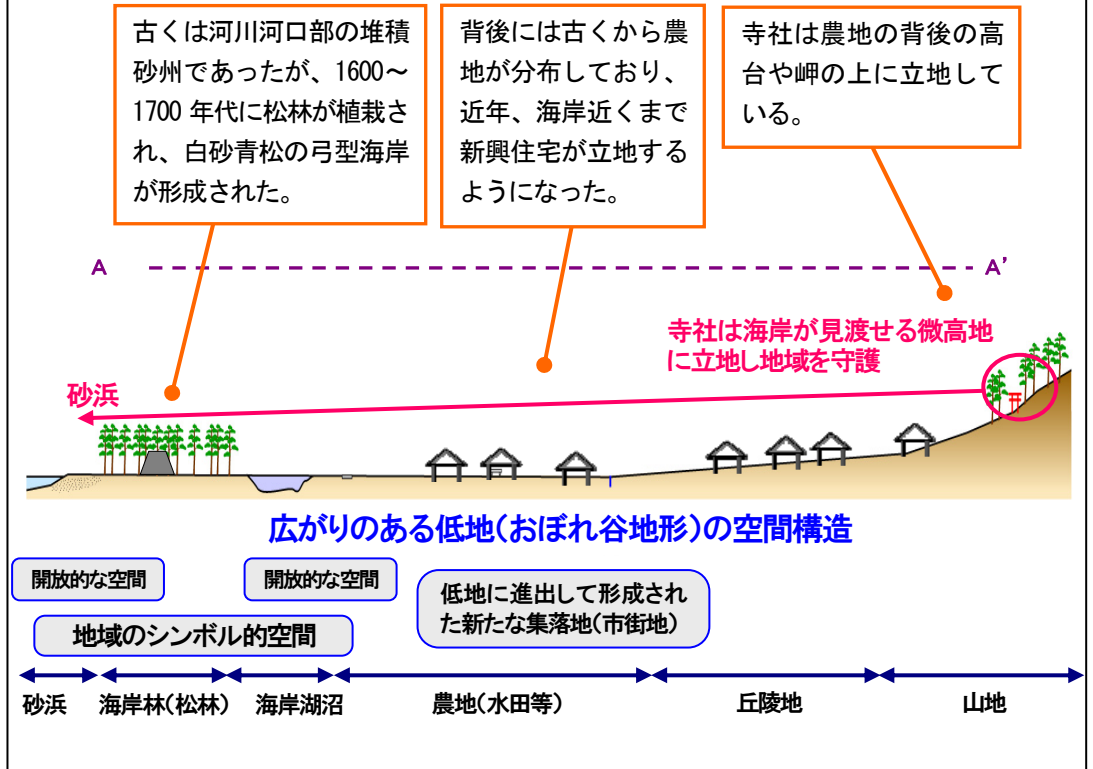 古くは河川河口部の堆積
砂州であったが、1600～
1700 年代に松林が植栽さ
れ、白砂青松の弓型海岸
が形成された。
背後には古くから農
地が分布しており、
近年、海岸近くまで
新興住宅が立地する
ようになった。
寺社は農地の背後の高
台や岬の上に立地して
いる。
A
A'
寺社は海岸が見渡せる微高地
に立地し地域を守護
砂浜
広がりのある低地(おぼれ谷地形)の空間構造
開放的な空間
開放的な空間
低地に進出して形成され
た新たな集落地(市街地)
地域のシンボル的空間
砂浜
海岸林(松林)
海岸湖沼
農地(水田等)
丘陵地
山地